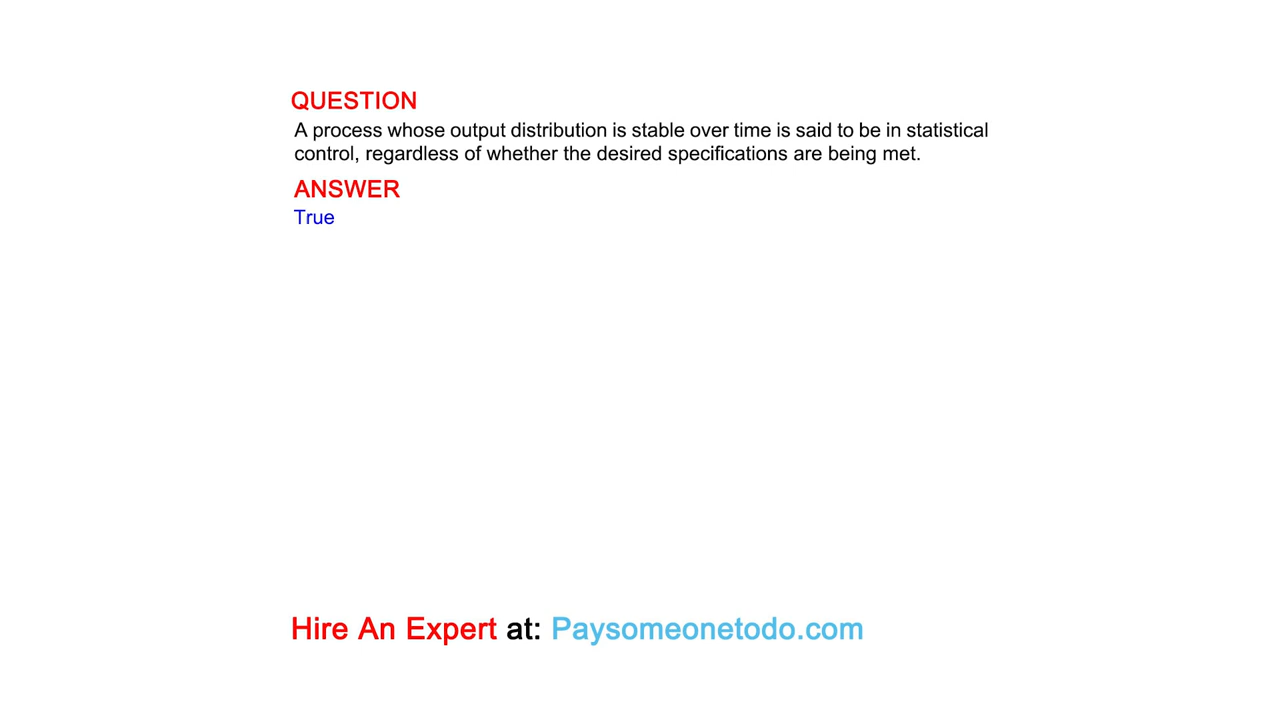 QUESTION
A process whose output distribution is stable over time is said to be in statistical
control, regardless of whether the desired specifications are being met.
ANSWER
True
Hire An Expert at: Paysomeonetodo.com